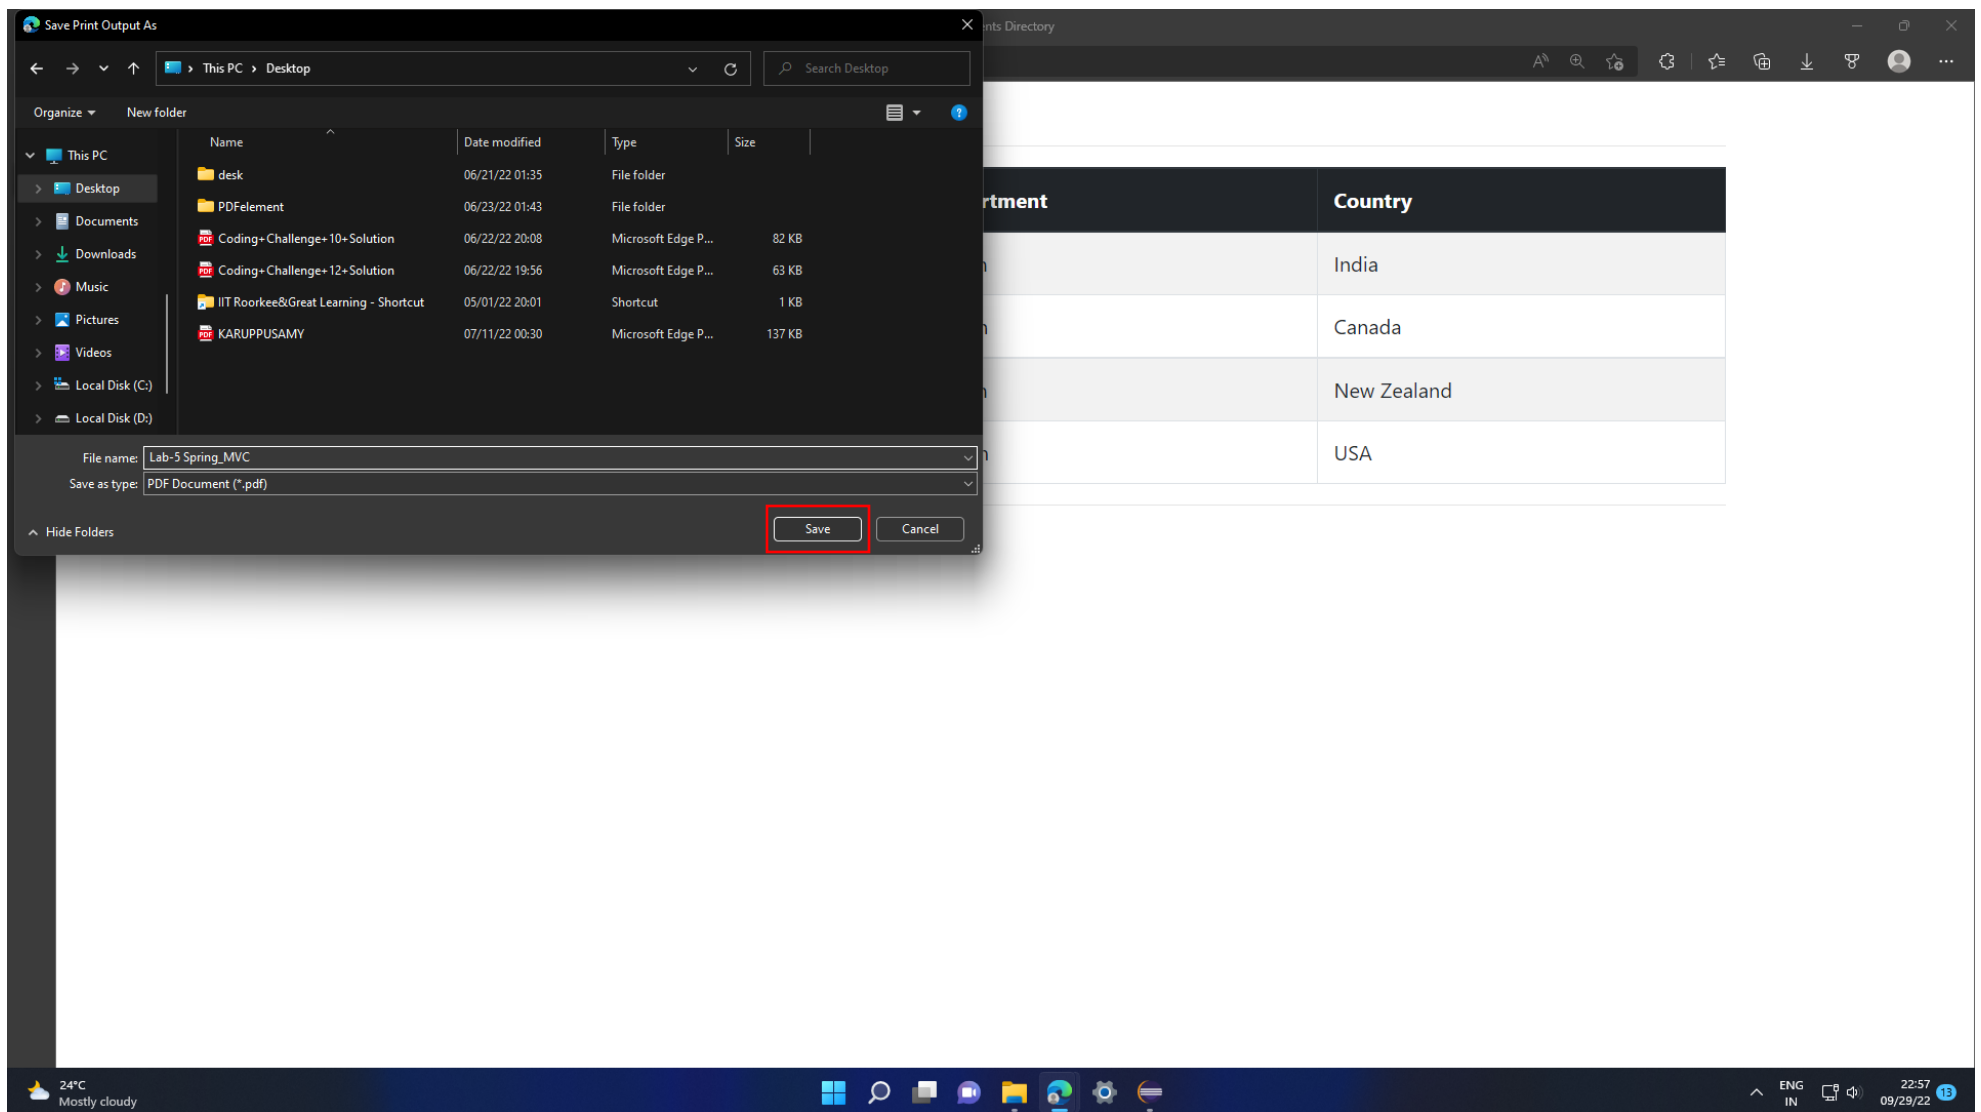 Save Print Output As
nts Directory
This PC > Desktop
Search Desktop
Organize
New folder
Name
Date modified
Type
Size
This PC
Desktop
Documents
Downloads
Music
Pictures
Videos
Local Disk (C:)
Local Disk (D:)
desk 06/21/22 01:35 File folder
PDFelement 06/23/22 01:43 File folder
Coding+Challenge+10+Solution 06/22/22 20:08 Microsoft Edge P... 82 KB
Coding+Challenge+12+Solution 06/22/22 19:56 Microsoft Edge P... 63 KB
IIT Roorkee&Great Learning - Shortcut 05/01/22 20:01 Shortcut 1 KB
KARUPPUSAMY 07/11/22 00:30 Microsoft Edge P... 137 KB
File name: Lab-5 Spring_MVC
Save as type: PDF Document (*.pdf)
Hide Folders
Save
Cancel
rtment Country
India
Canada
New Zealand
USA
24°C
Mostly cloudy
ENG
IN
22:57
09/29/22
13